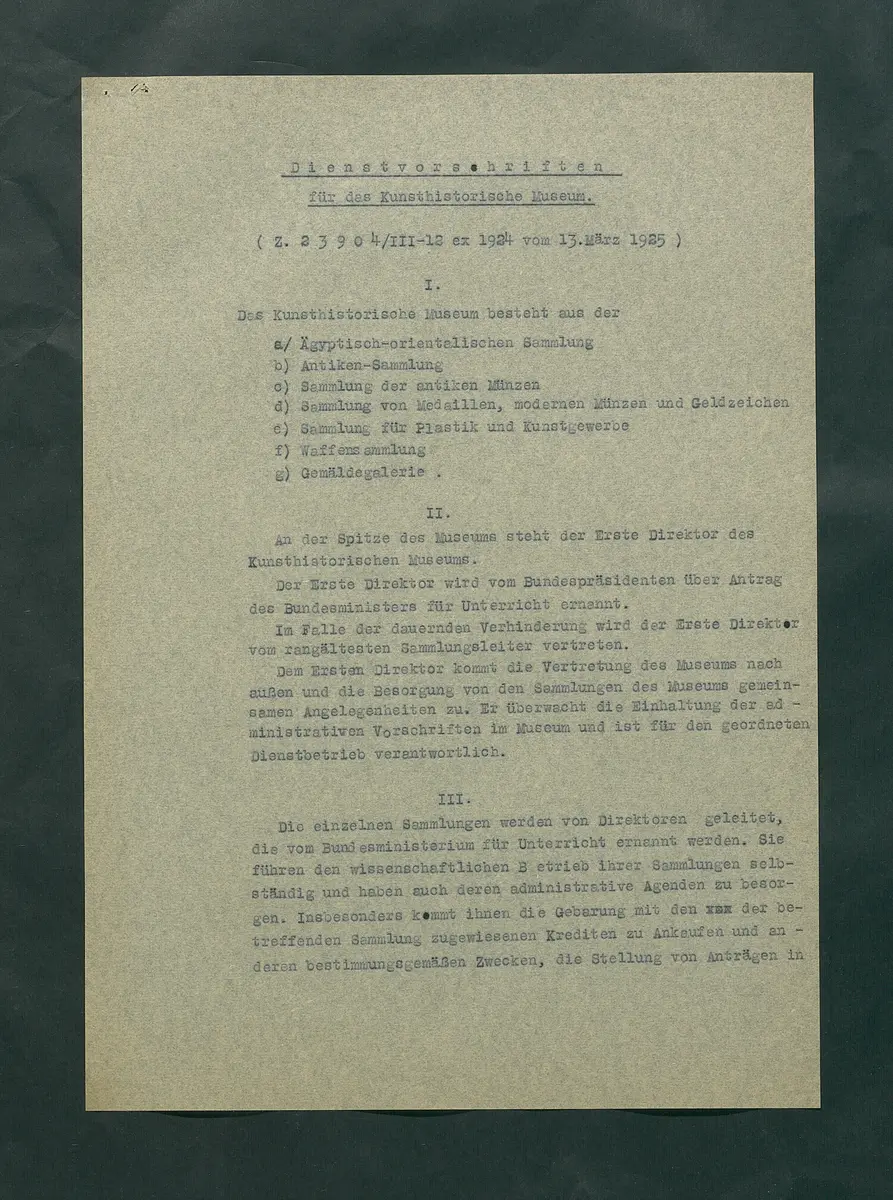 Dienstvorschriften
für das Kunsthistorische Museum.
( Z. 2 3 9 0 4/III-12 ex 1924 vom 13.März 1925 )
I.
Das Kunsthistorische Museum besteht aus der
a/ Ägyptisch-orientalischen Sammlung
b) Antiken-Sammlung
c) Sammlung der antiken Münzen
d) Sammlung von Medaillen, modernen Münzen und Geldzeichen
e) Sammlung für Plastik und Kunstgewerbe
f) Waffensammlung
g) Gemäldegalerie .
II.
An der Spitze des Museums steht der Erste Direktor des
Kunsthistorischen Museums.
Der Erste Direktor wird vom Bundespräsidenten über Antrag
des Bundesministers für Unterricht ernannt.
Im Falle der dauernden Verhinderung wird der Erste Direktor
vom rangältesten Sammlungsleiter vertreten.
Dem Ersten Direktor kommt die Vertretung des Museums nach
außen und die Besorgung von den Sammlungen des Museums gemein-
samen Angelegenheiten zu. Er überwacht die Einhaltung der ad -
ministrativen Vorschriften im Museum und ist für den geordneten
Dienstbetrieb verantwortlich.
III.
Die einzelnen Sammlungen werden von Direktoren geleitet,
die vom Bundesministerium für Unterricht ernannt werden. Sie
führen den wissenschaftlichen B etrieb ihrer Sammlungen selb-
ständig und haben auch deren administrative Agenden zu besor-
gen. Insbesonders kommt ihnen die Gebarung mit den xxx der be-
treffenden Sammlung zugewiesenen Krediten zu Ankaufen und an -
deren bestimmungsgemäßen Zwecken, die Stellung von Anträgen in